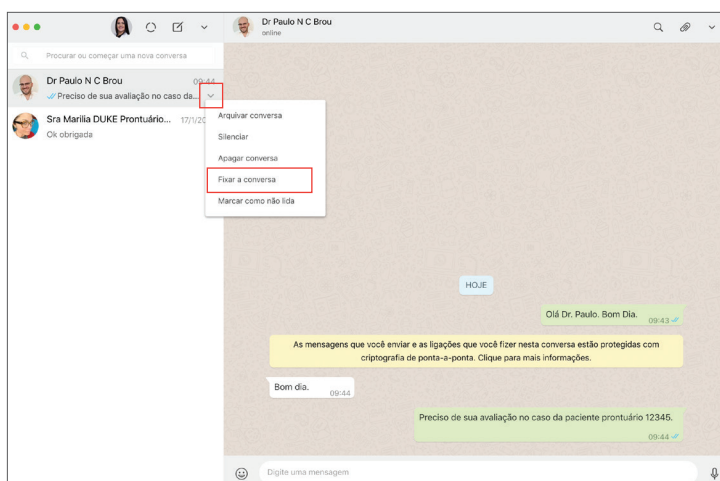 Dr Paulo N C Brou
online
Procurar ou começar uma nova conversa
Dr Paulo N C Brou 09:44
Preciso de sua avaliação no caso da...
Sra Marilia DUKE Prontuário... 17/1/20
Ok obrigada
Arquivar conversa
Silenciar
Apagar conversa
Fixar a conversa
Marcar como não lida
HOJE
Olá Dr. Paulo. Bom Dia. 09:43
As mensagens que você enviar e as ligações que você fizer nesta conversa estão protegidas com
criptografia de ponta-a-ponta. Clique para mais informações.
Bom dia. 09:44
Preciso de sua avaliação no caso da paciente prontuário 12345.
09:44
Digite uma mensagem